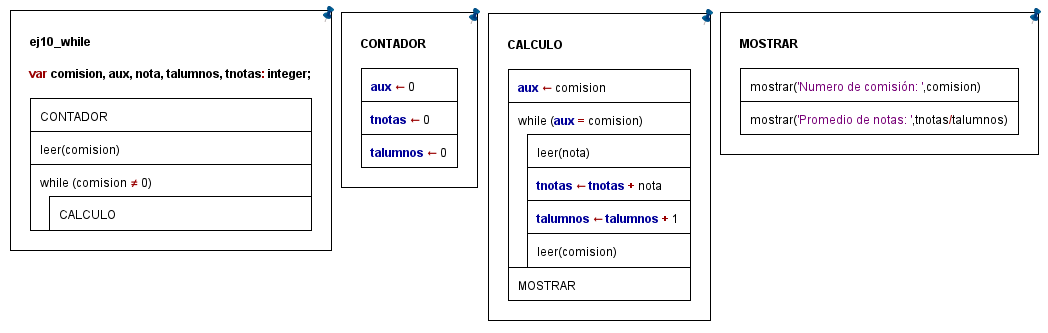 ej10_while
var comision, aux, nota, talumnos, tnotas: integer;
CONTADOR
leer(comision)
while (comision ≠ 0)
CALCULO
CONTADOR
aux ← 0
tnotas ← 0
talumnos ← 0
CALCULO
aux ← comision
while (aux = comision)
leer(nota)
tnotas ← tnotas + nota
talumnos ← talumnos + 1
leer(comision)
MOSTRAR
MOSTRAR
mostrar('Numero de comisión: ',comision)
mostrar('Promedio de notas: ',tnotas/talumnos)